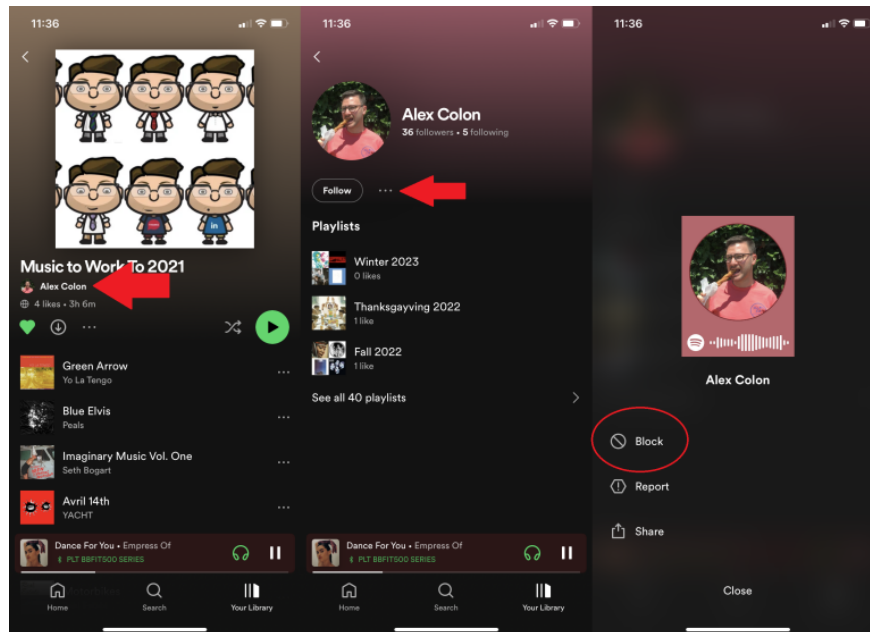 11:36
Music to Work To 2021
Alex Colon
4 likes • 3h 6m
Green Arrow
Yo La Tengo
Blue Elvis
Peals
Imaginary Music Vol. One
Seth Bogart
Avril 14th
YACHT
Dance For You • Empress Of
PLT BBFIT500 SERIES
Home
Search
Your Library
11:36
Alex Colon
36 followers • 5 following
Follow
Playlists
Winter 2023
0 likes
Thanksgayving 2022
1 like
Fall 2022
1 like
See all 40 playlists
Dance For You • Empress Of
PLT BBFIT500 SERIES
Home
Search
Your Library
11:36
Alex Colon
Block
Report
Share
Close